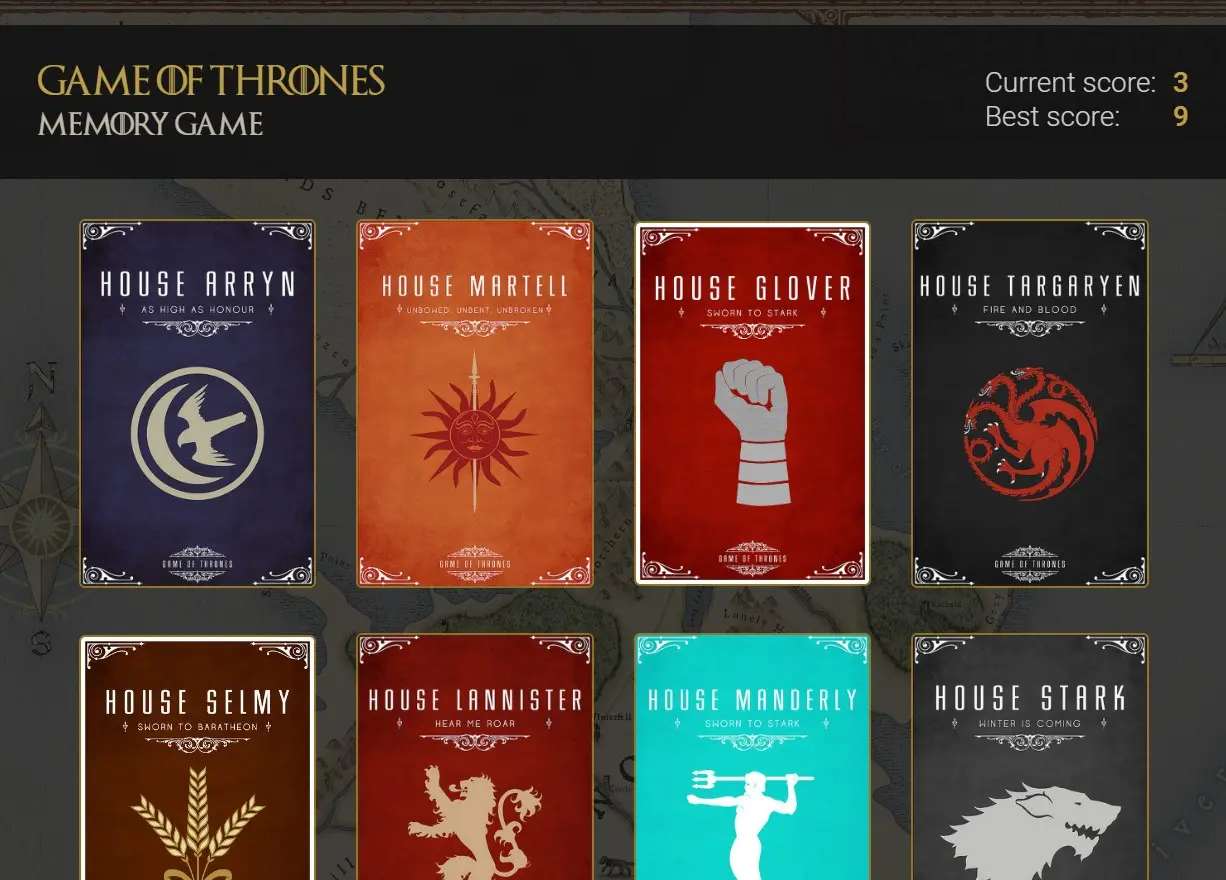 GAME OF THRONES
MEMORY GAME
Current score: 3
Best score: 9
HOUSE ARRYN
AS HIGH AS HONOUR
GAME OF THRONES
HOUSE MARTELL
UNBOWED, UNBENT, UNBROKEN
GAME OF THRONES
HOUSE GLOVER
SWORN TO STARK
GAME OF THRONES
HOUSE TARGARYEN
FIRE AND BLOOD
GAME OF THRONES
N
S
Lonely
HOUSE SELMY
SWORN TO BARATHEON
HOUSE LANNISTER
HEAR ME ROAR
HOUSE MANDERLY
SWORN TO STARK
HOUSE STARK
WINTER IS COMING